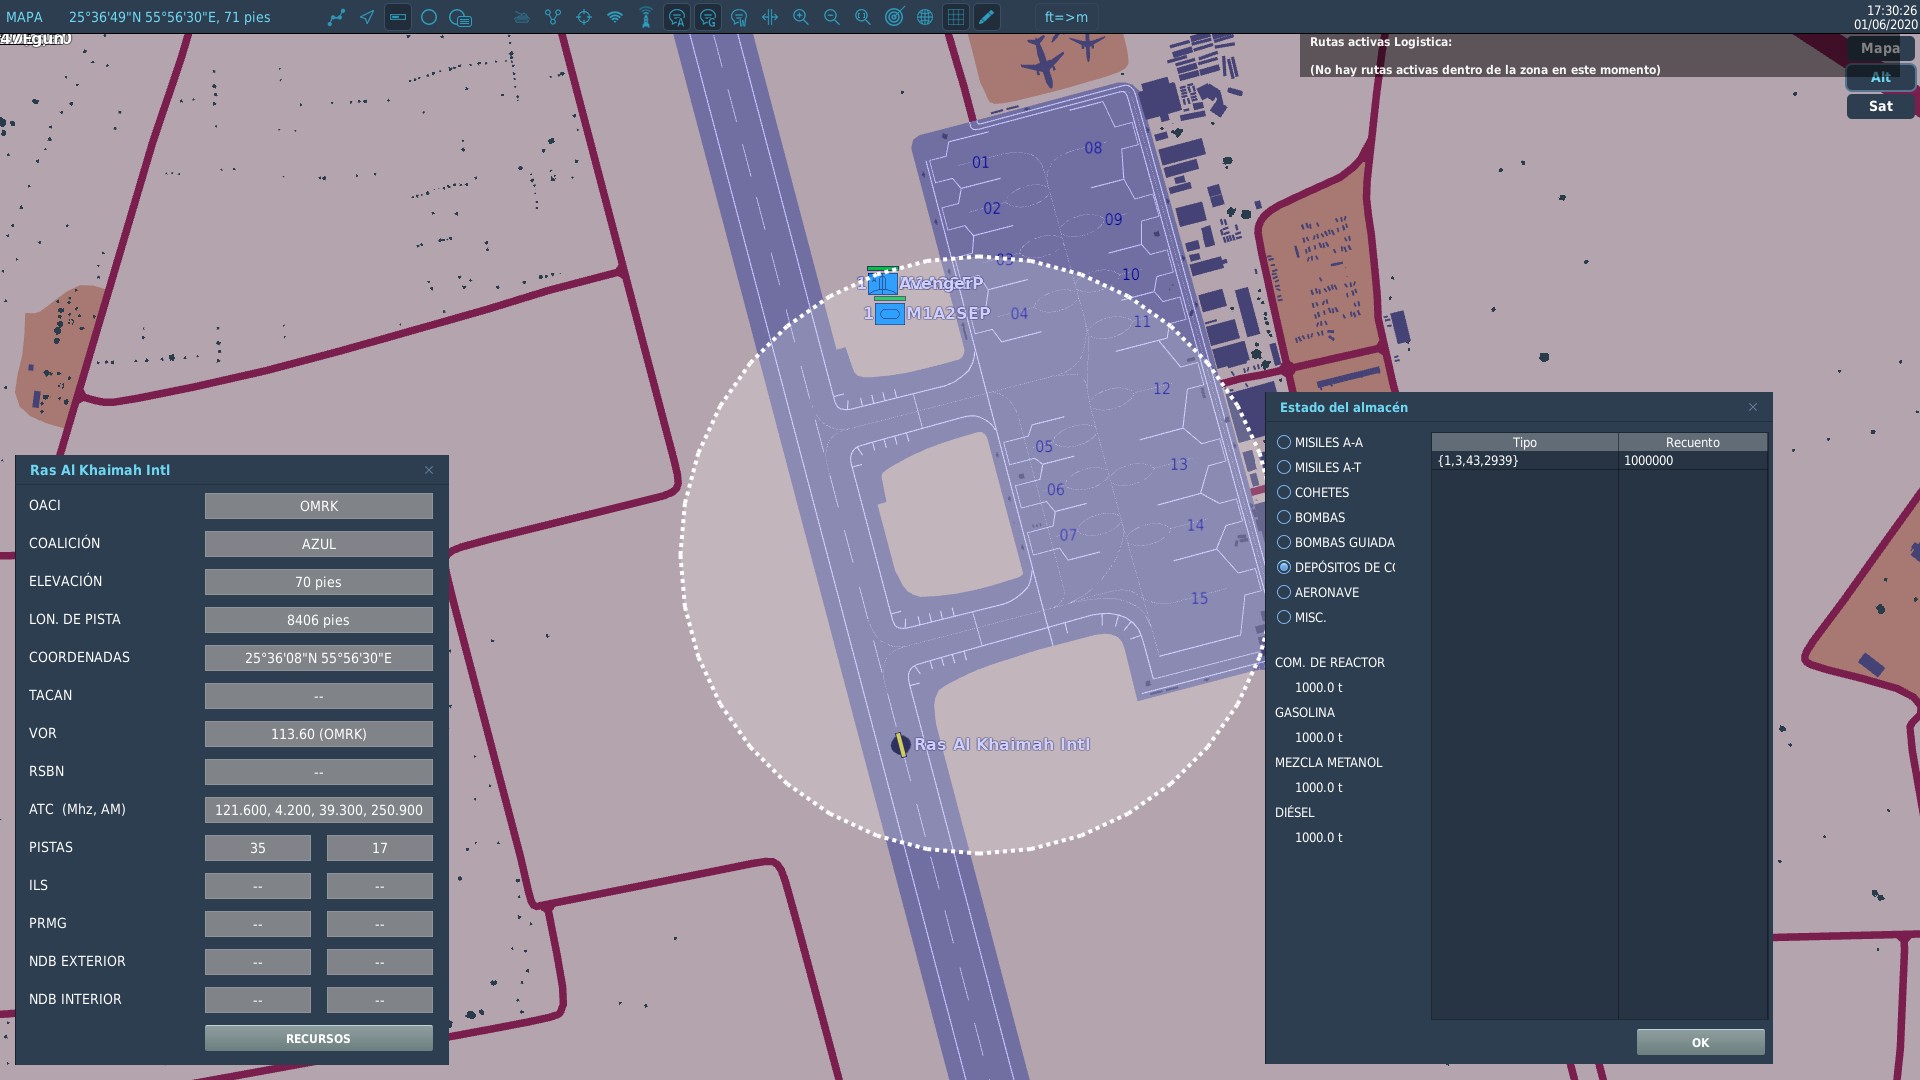 MAPA
25°36'49"N 55°56'30"E, 71 pies
ft=>m
17:30:26
01/06/2020
Rutas activas Logistica:
(No hay rutas activas dentro de la zona en este momento)
Mapa
Alt
Sat
01
08
02
09
03
10
04
11
12
05
13
06
14
07
15
Avenger
1 M1A2SEP
Ras Al Khaimah Intl
Ras Al Khaimah Intl
OACI OMRK
COALICIÓN AZUL
ELEVACIÓN 70 pies
LON. DE PISTA 8406 pies
COORDENADAS 25°36'08"N 55°56'30"E
TACAN --
VOR 113.60 (OMRK)
RSBN --
ATC (Mhz, AM) 121.600, 4.200, 39.300, 250.900
PISTAS 35 17
ILS -- --
PRMG -- --
NDB EXTERIOR -- --
NDB INTERIOR -- --
RECURSOS
Estado del almacén
MISILES A-A
MISILES A-T
COHETES
BOMBAS
BOMBAS GUIADA
DEPÓSITOS DE CO
AERONAVE
MISC.
COM. DE REACTOR
1000.0 t
GASOLINA
1000.0 t
MEZCLA METANOL
1000.0 t
DIÉSEL
1000.0 t
Tipo Recuento
{1,3,43,2939} 1000000
OK